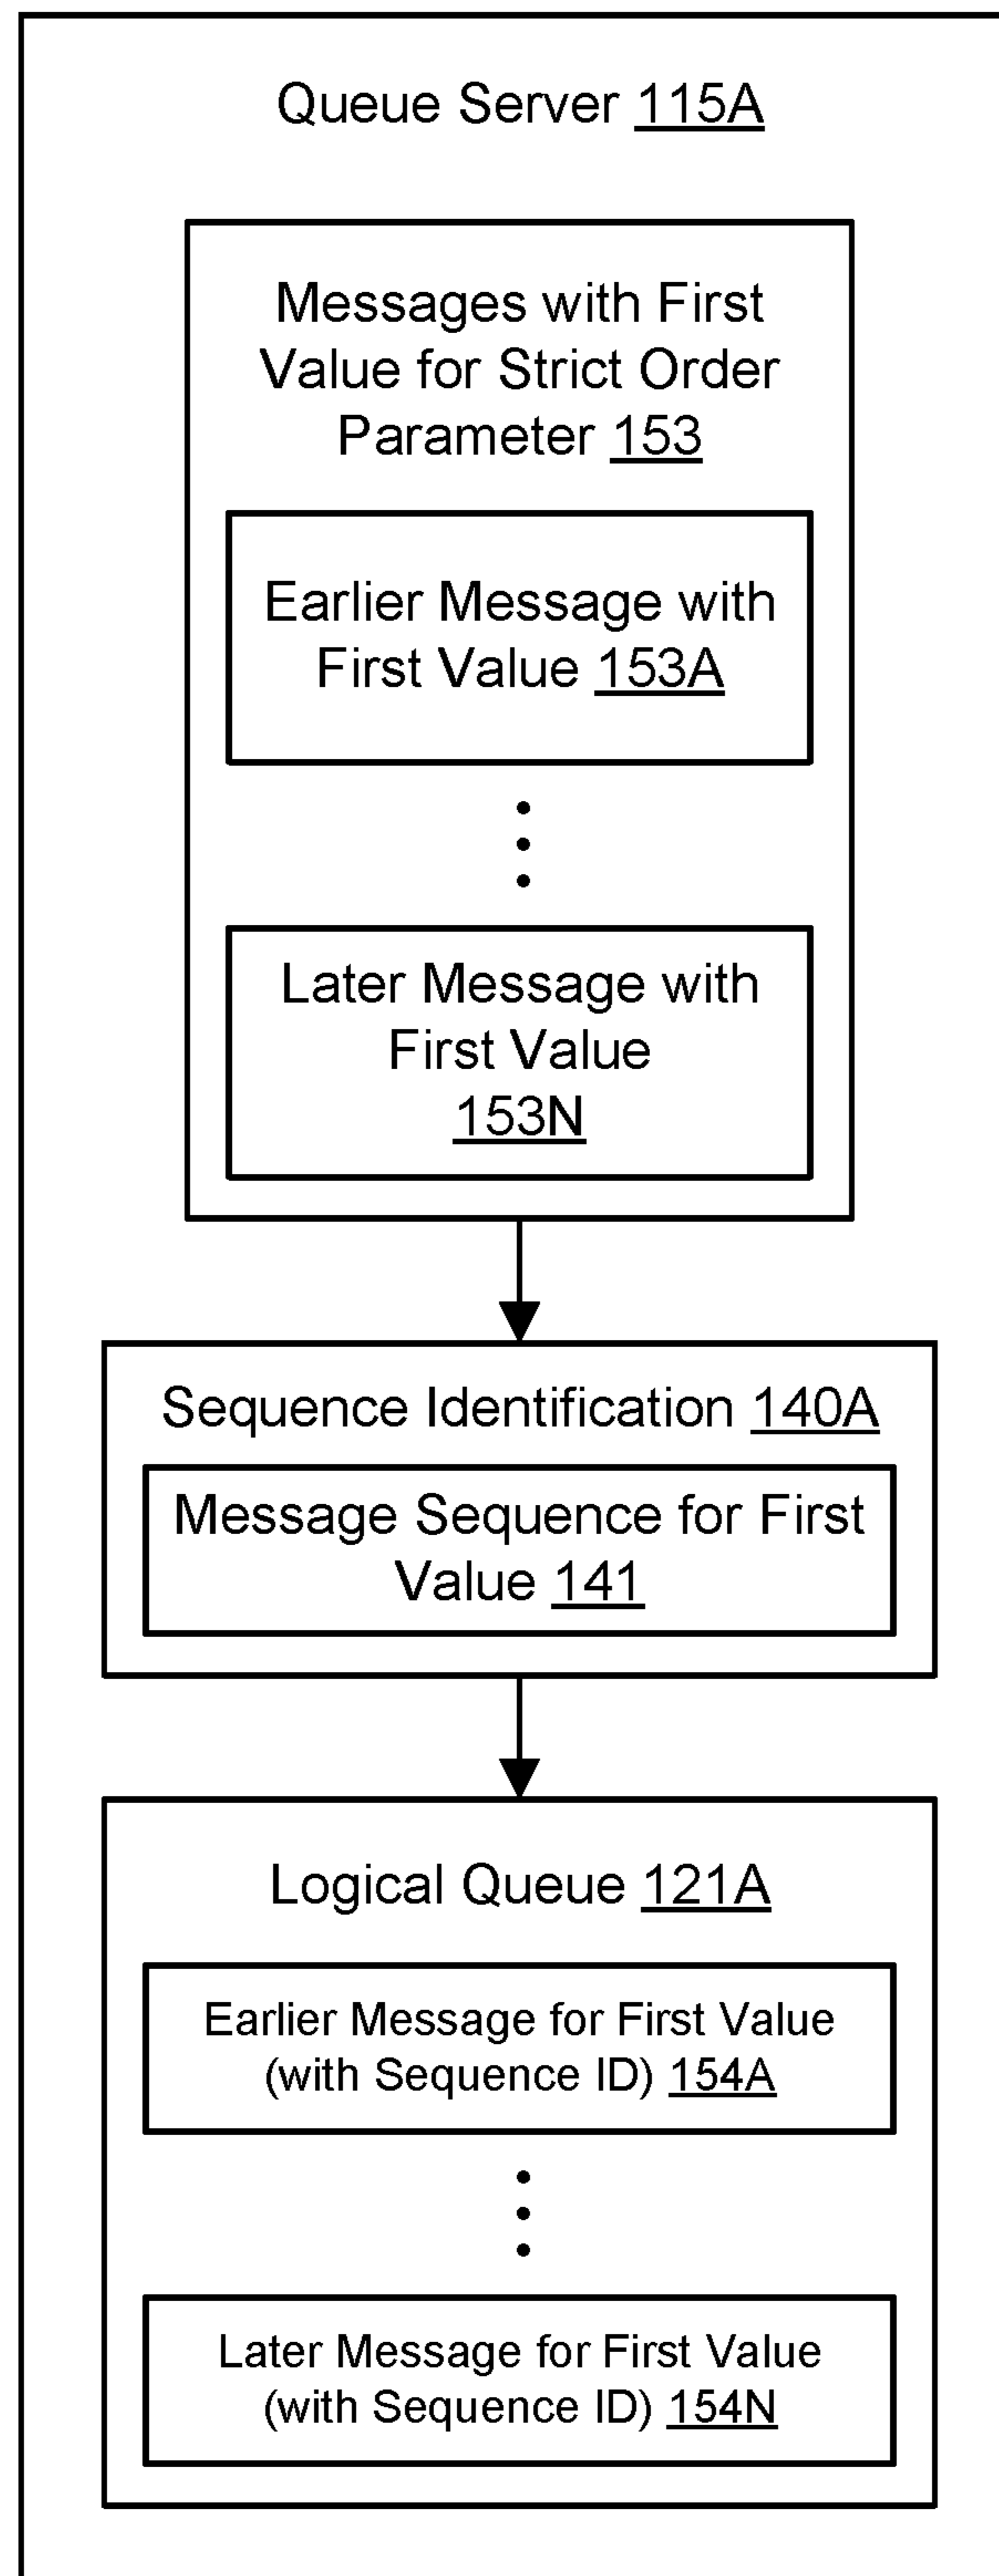 Queue Server 115A
Messages with First
Value for Strict Order
Parameter 153
Earlier Message with
First Value 153A
Later Message with
First Value
153N
Sequence Identification 140A
Message Sequence for First
Value 141
Logical Queue 121A
Earlier Message for First Value
(with Sequence ID) 154A
Later Message for First Value
(with Sequence ID) 154N